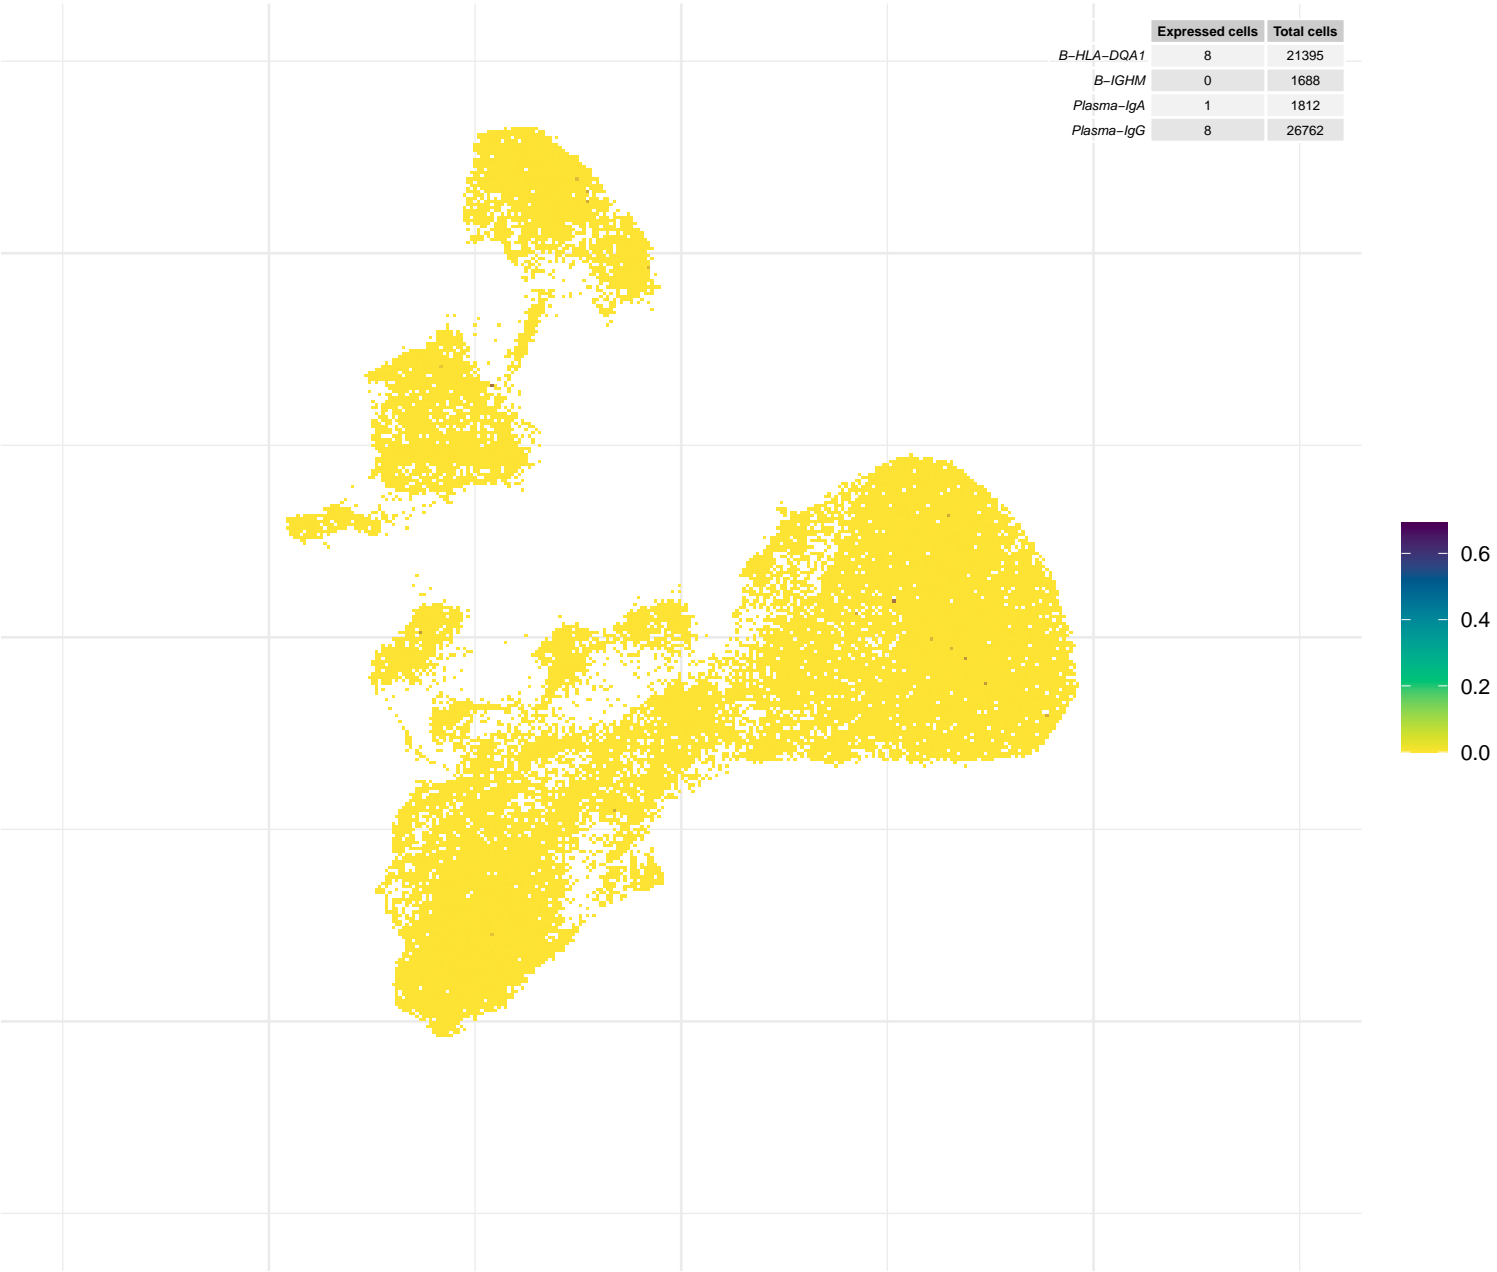 Expressed cells Total cells
B−HLA−DQA1 8 21395
B−IGHM 0 1688
Plasma−IgA 1 1812
Plasma−IgG 8 26762
0.6
0.4
0.2
0.0